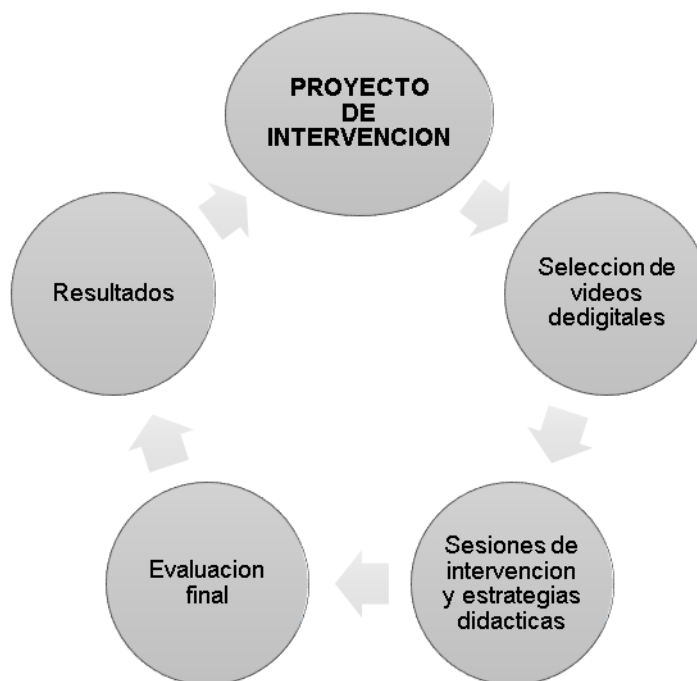 PROYECTO
DE
INTERVENCION
Seleccion de
videos
dedigitales
Sesiones de
intervencion
y estrategias
didacticas
Evaluacion
final
Resultados